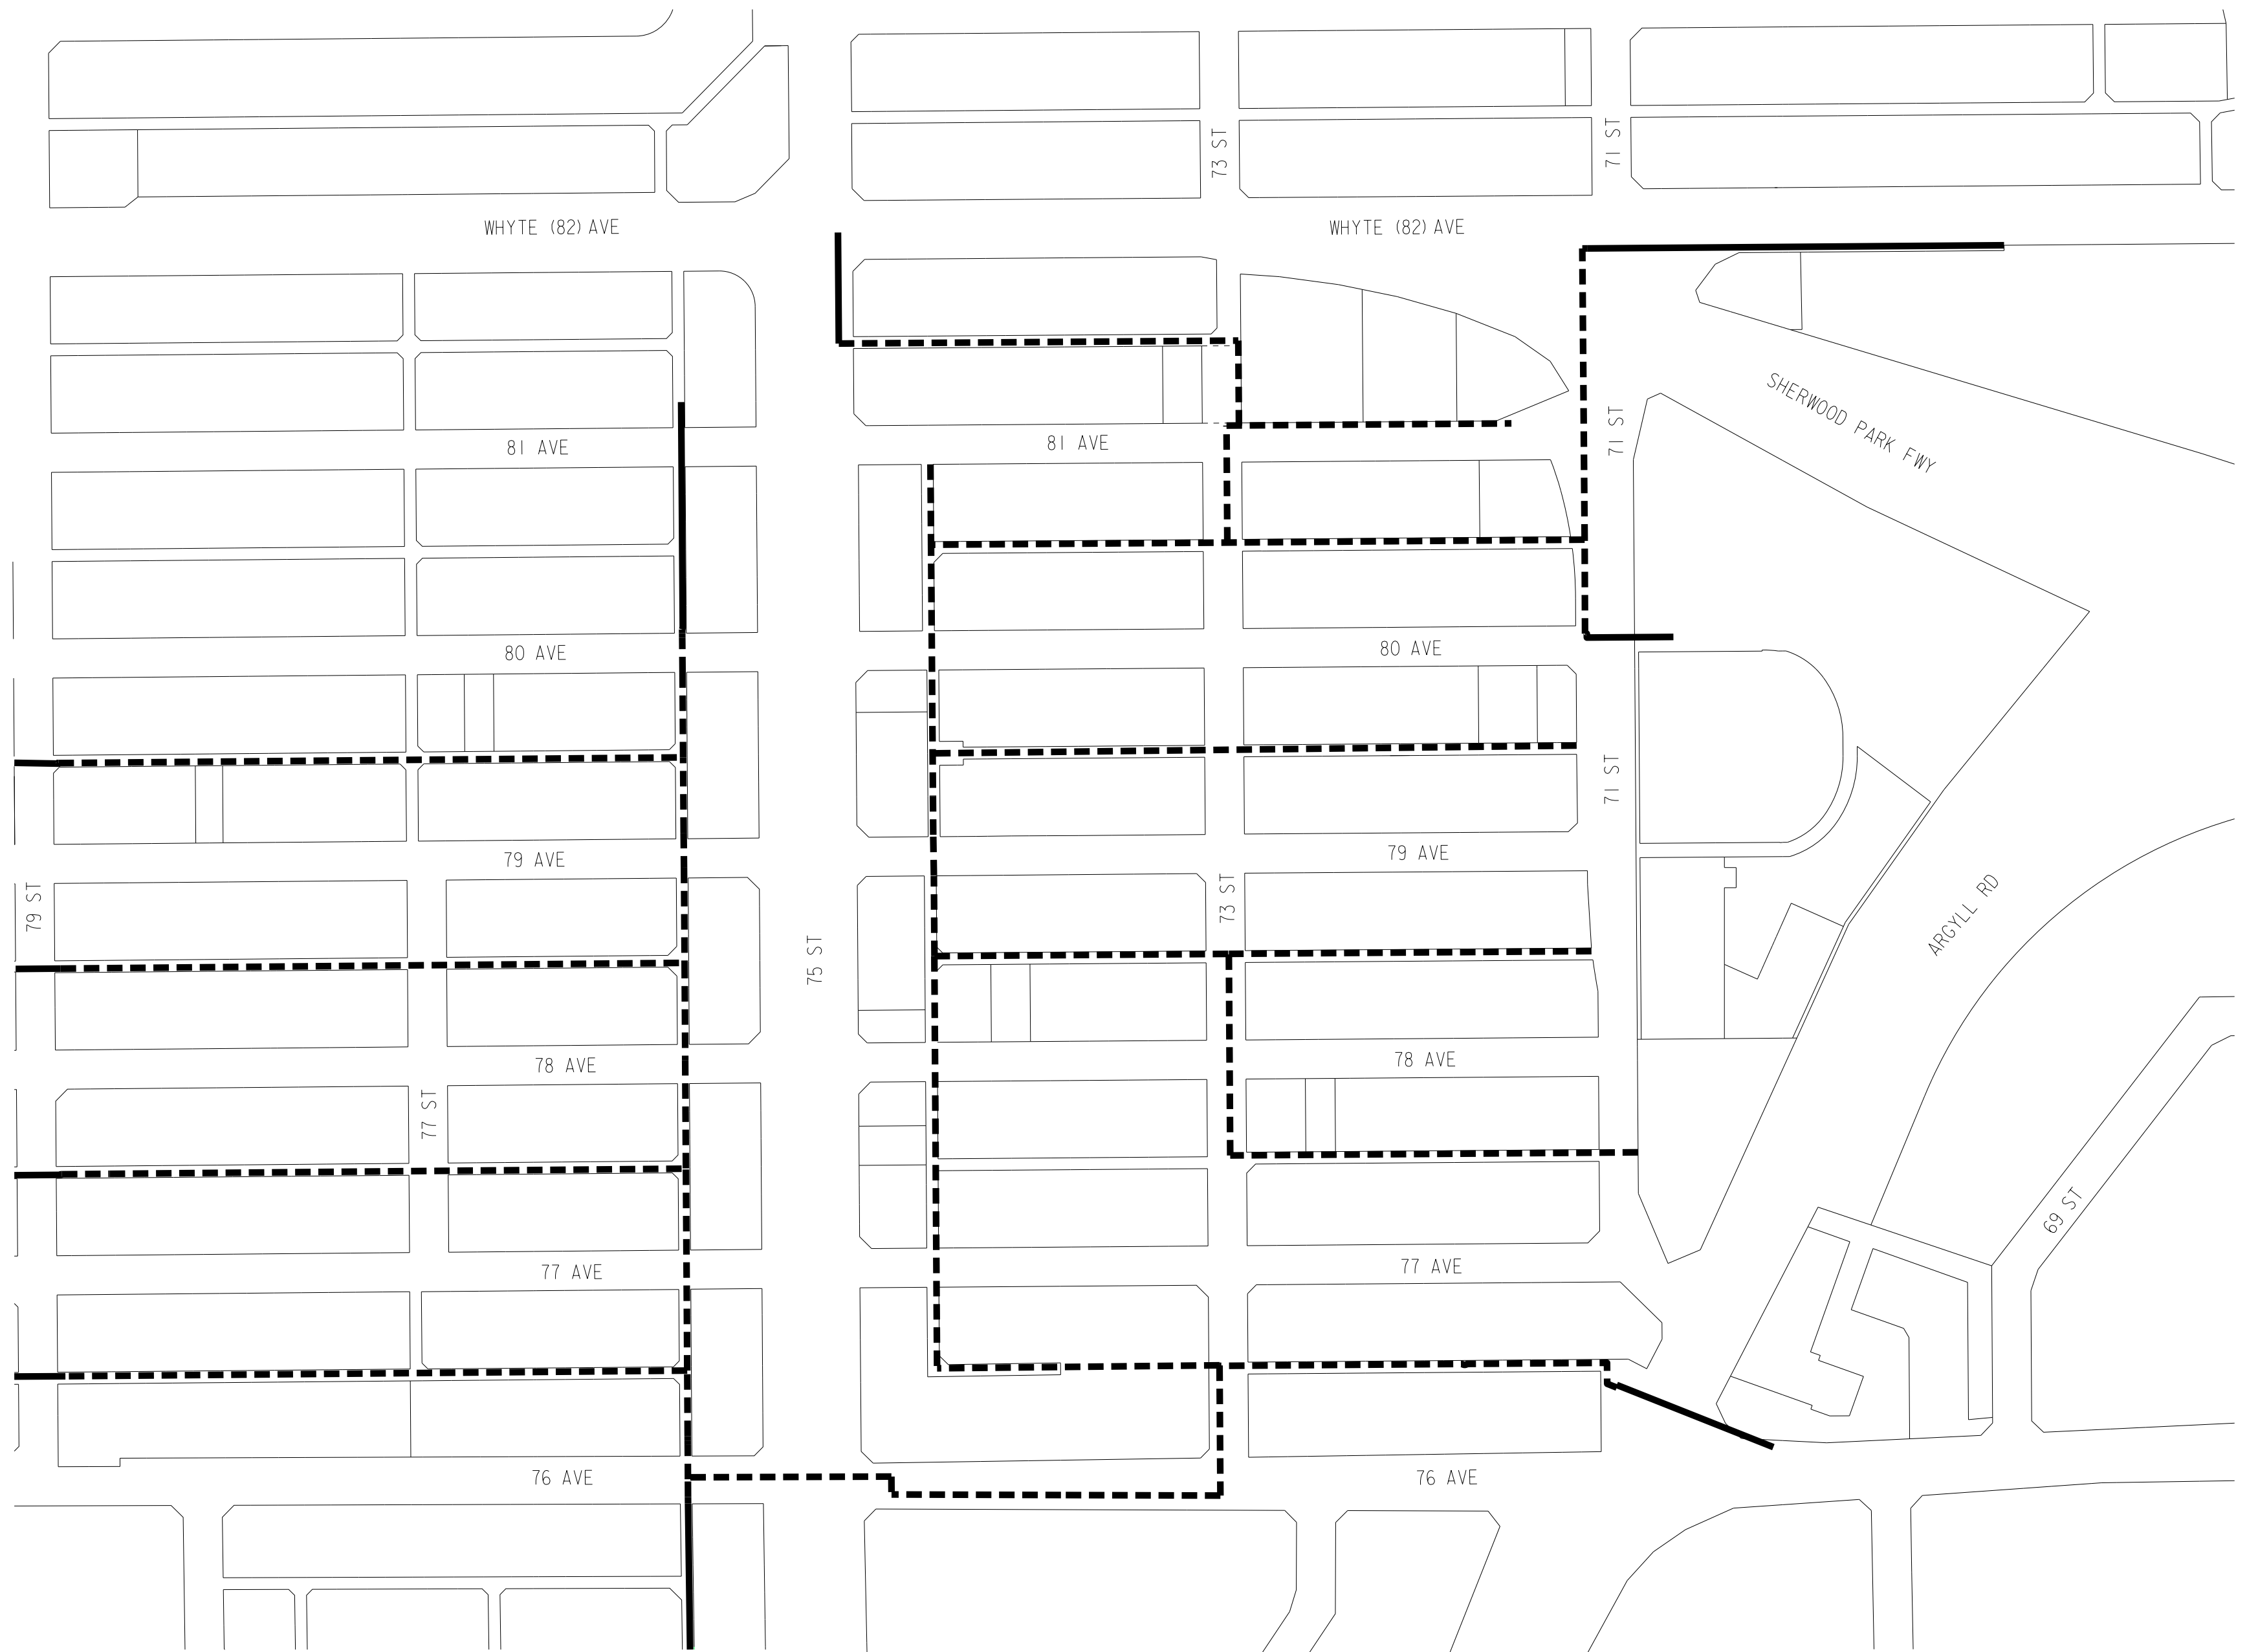 73 ST
71 ST
WHYTE (82) AVE
WHYTE (82) AVE
SHERWOOD PARK FWY
71 ST
81 AVE
81 AVE
80 AVE
80 AVE
71 ST
79 AVE
79 AVE
79 ST
73 ST
ARGYLL RD
75 ST
78 AVE
78 AVE
77 ST
69 ST
77 AVE
77 AVE
76 AVE
76 AVE